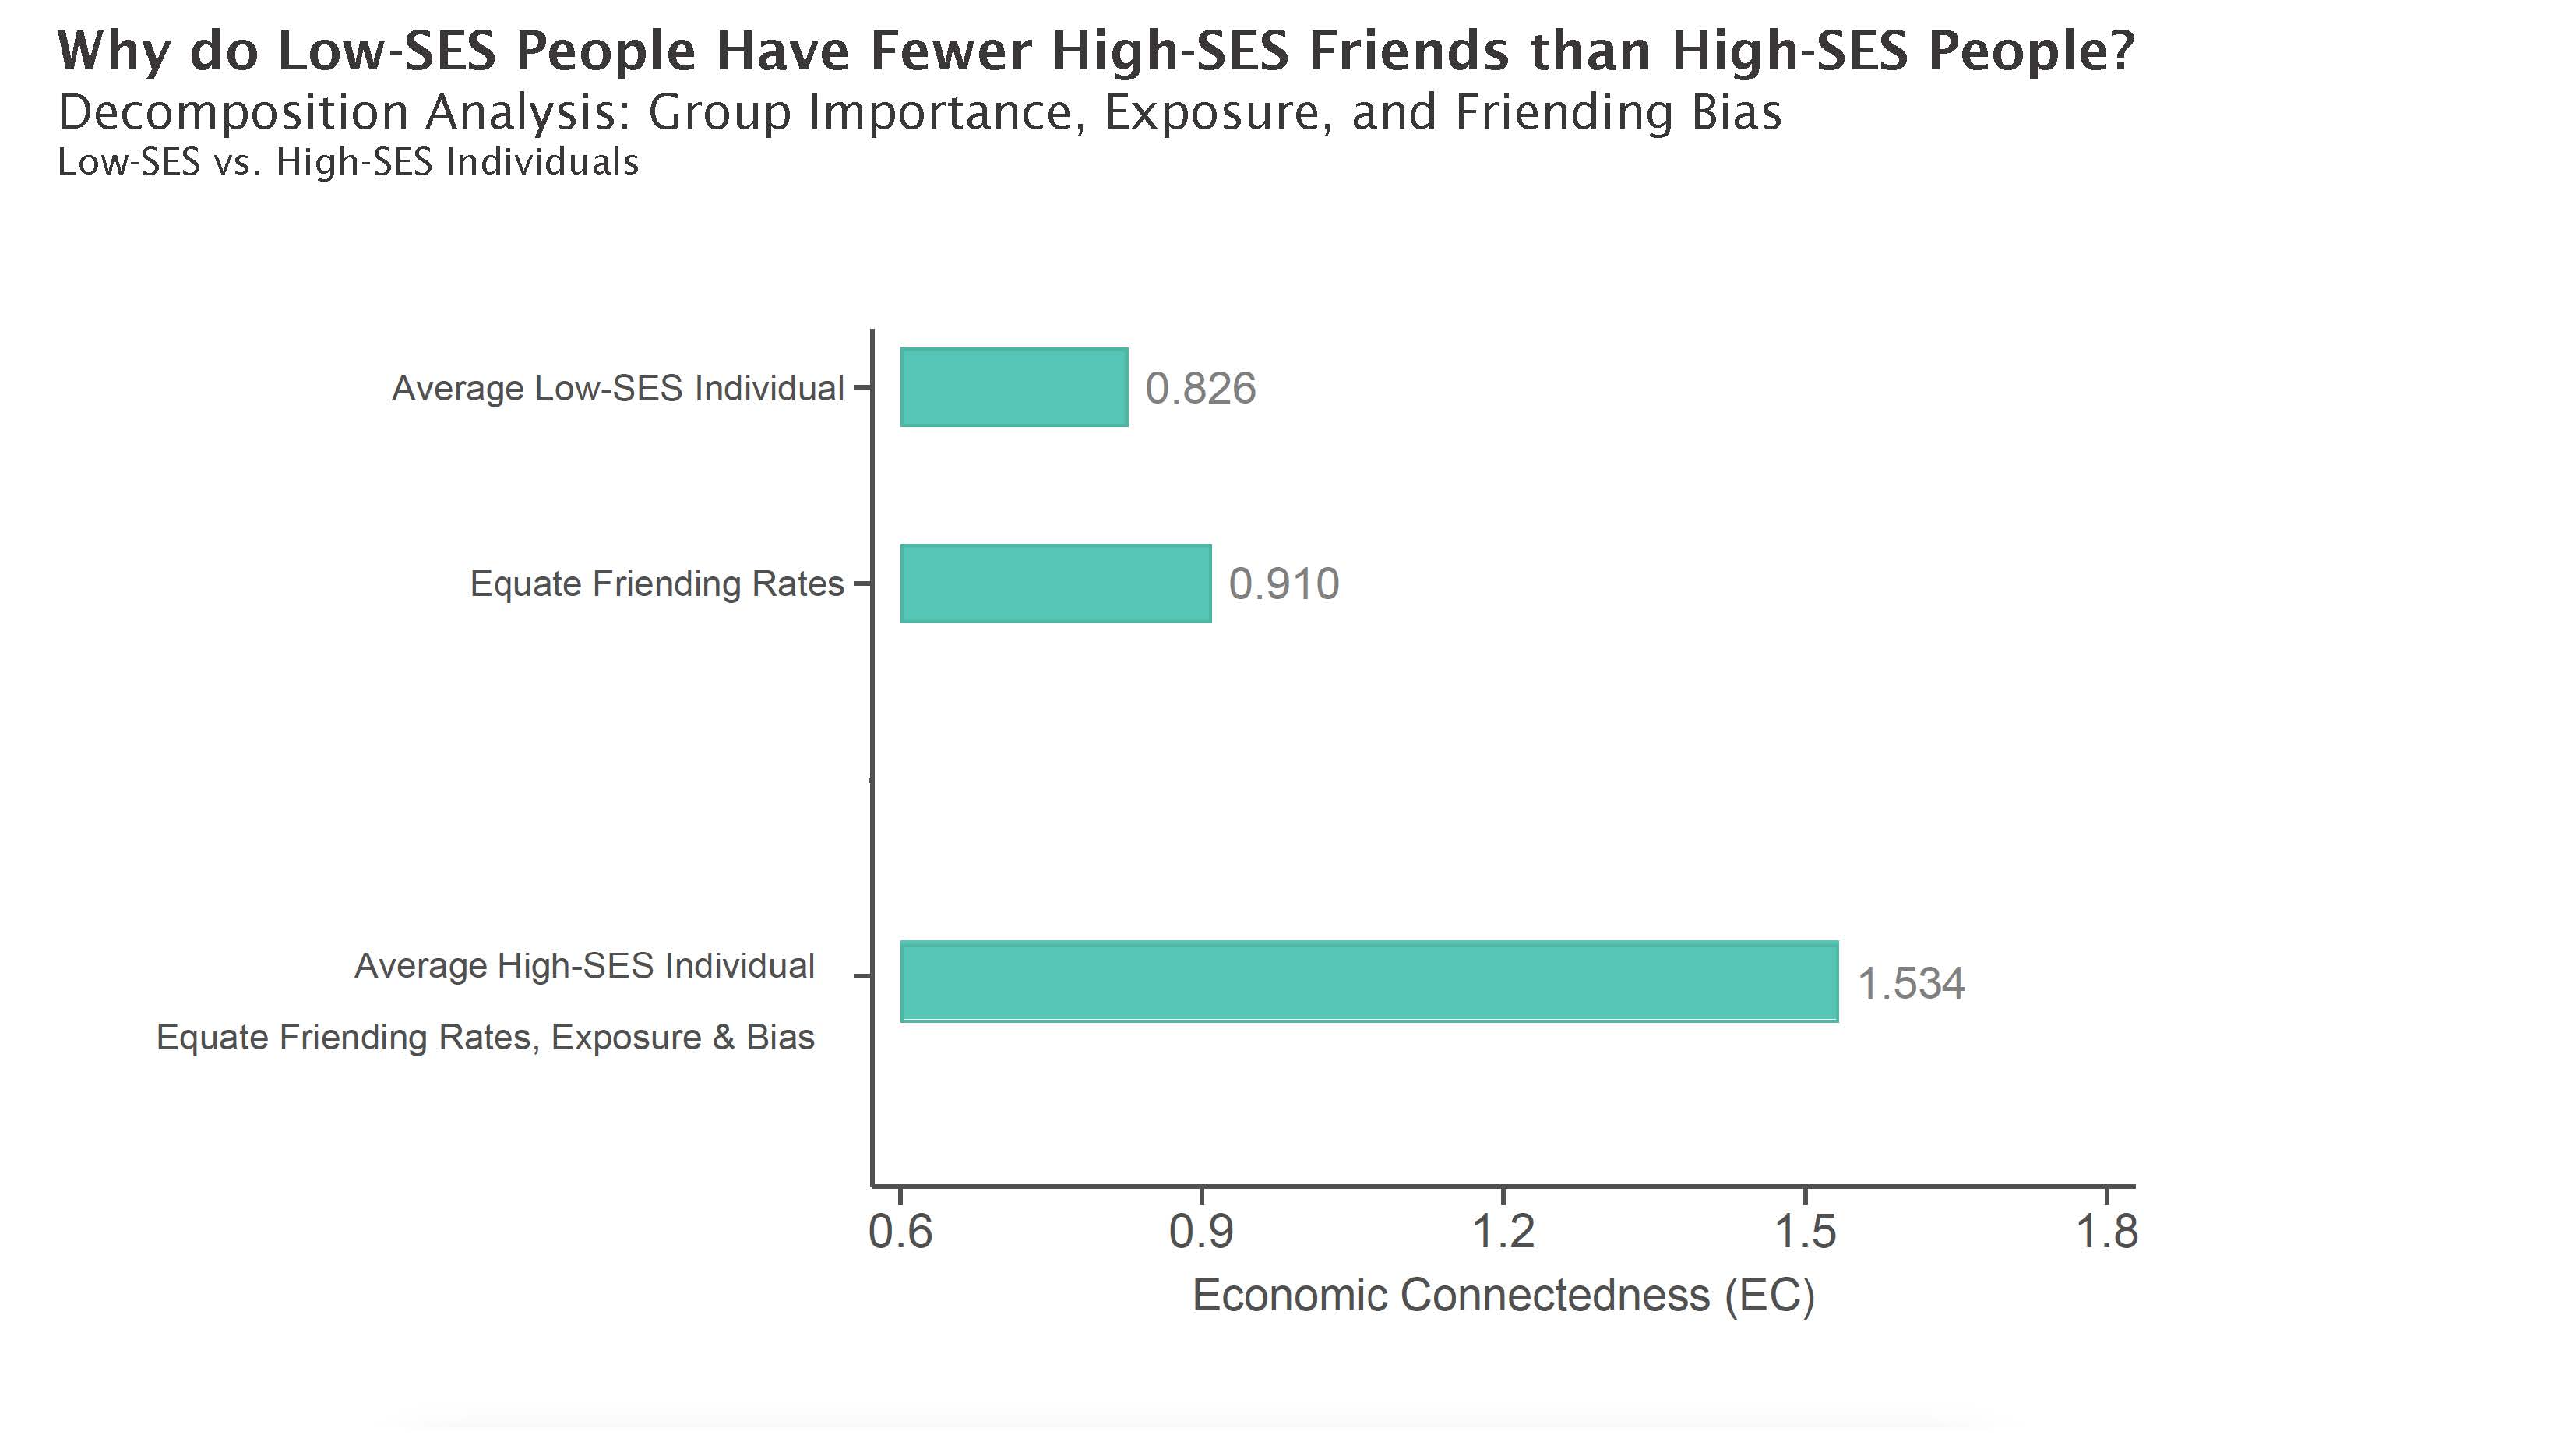 Why do Low-SES People Have Fewer High-SES Friends than High-SES People?
Decomposition Analysis: Group Importance, Exposure, and Friending Bias
Low-SES vs. High-SES Individuals
Average Low-SES Individual
0.826
Equate Friending Rates
0.910
Average High-SES Individual
Equate Friending Rates, Exposure & Bias
1.534
0.6 0.9 1.2 1.5 1.8
Economic Connectedness (EC)